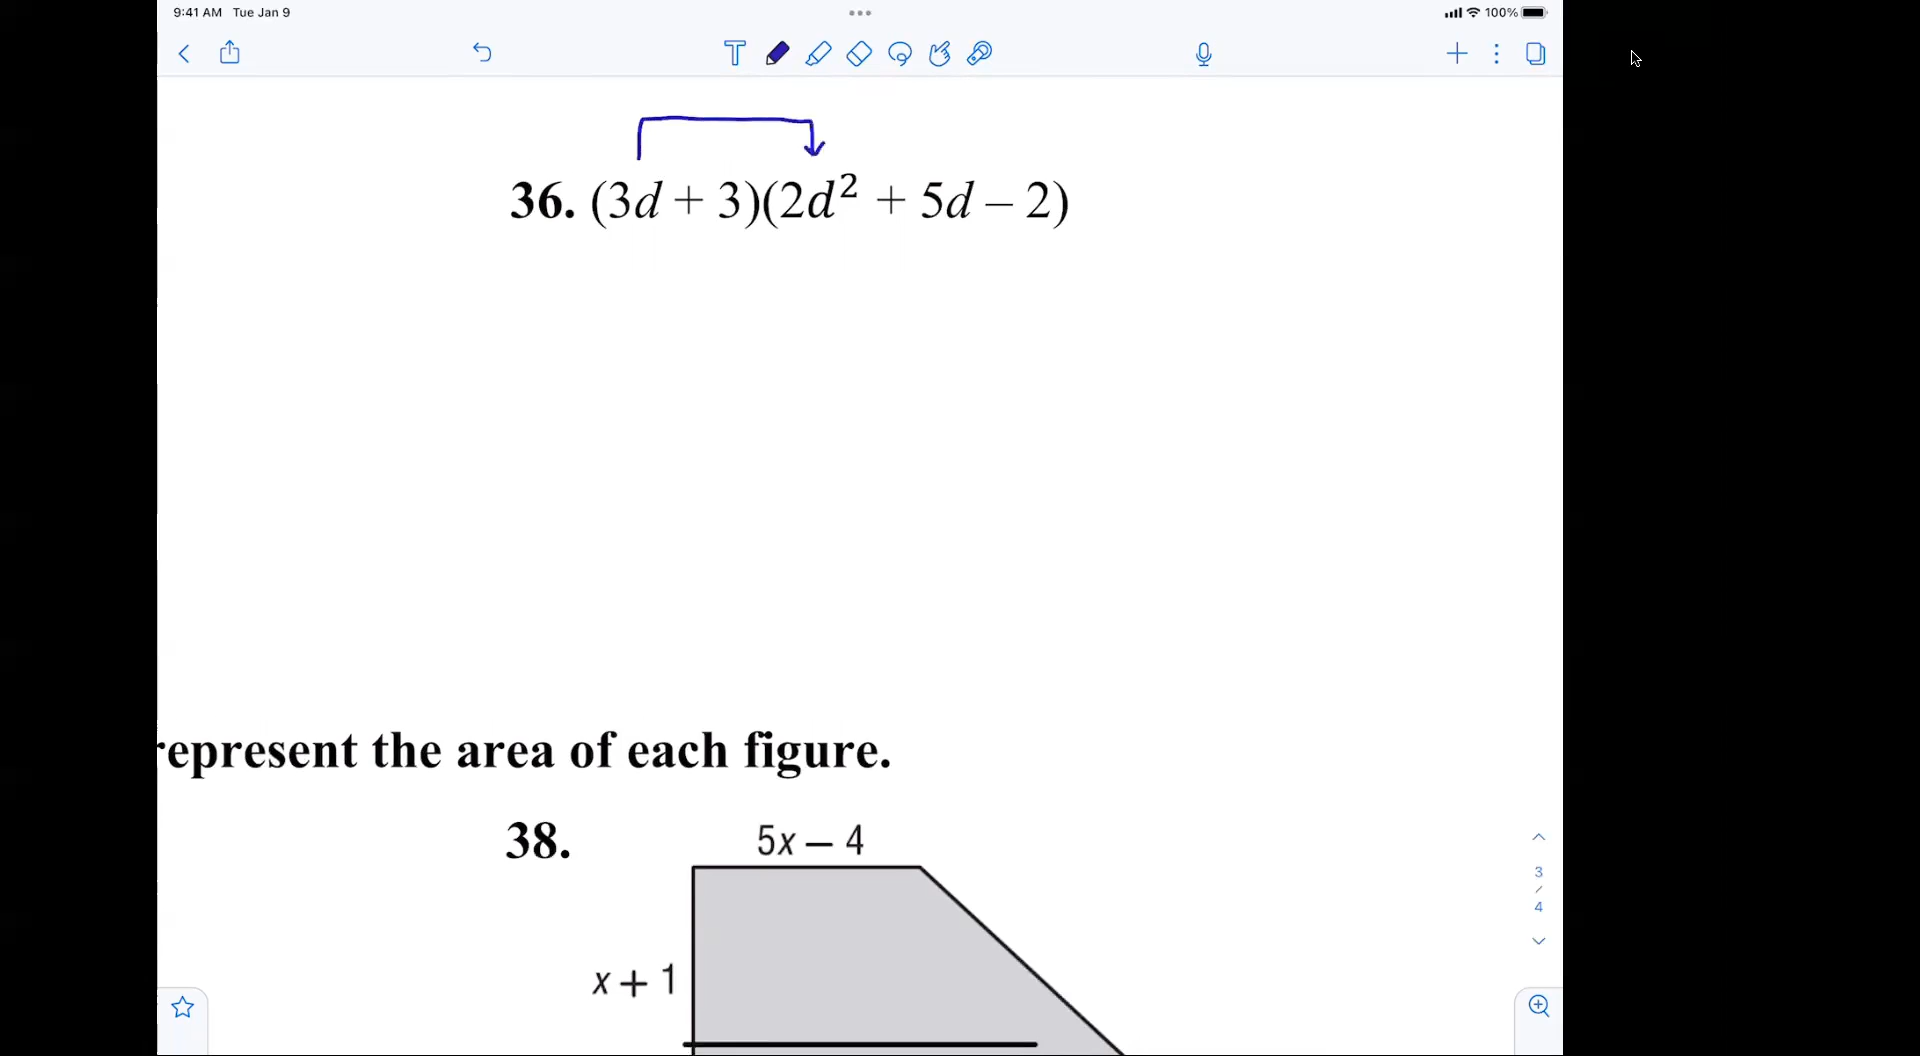 9:41 AM Tue Jan 9
100%
36. (3d + 3)(2d² + 5d – 2)
represent the area of each figure.
38.
5x – 4
x + 1
3
/
4